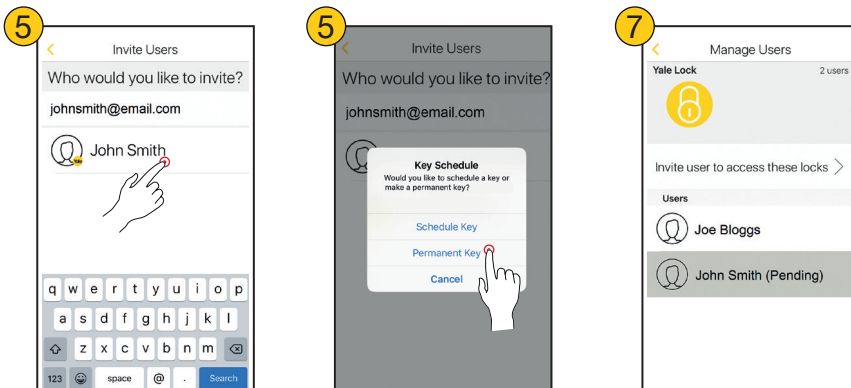 5
Invite Users
Who would you like to invite?
johnsmith@email.com
Yale
John Smith
q w e r t y u i o p
a s d f g h j k l
z x c v b n m
123 space @ . Search
5
Invite Users
Who would you like to invite?
johnsmith@email.com
Key Schedule
Would you like to schedule a key or
make a permanent key?
Schedule Key
Permanent Key
Cancel
7
Manage Users
Yale Lock 2 users
Invite user to access these locks >
Users
Joe Bloggs
John Smith (Pending)